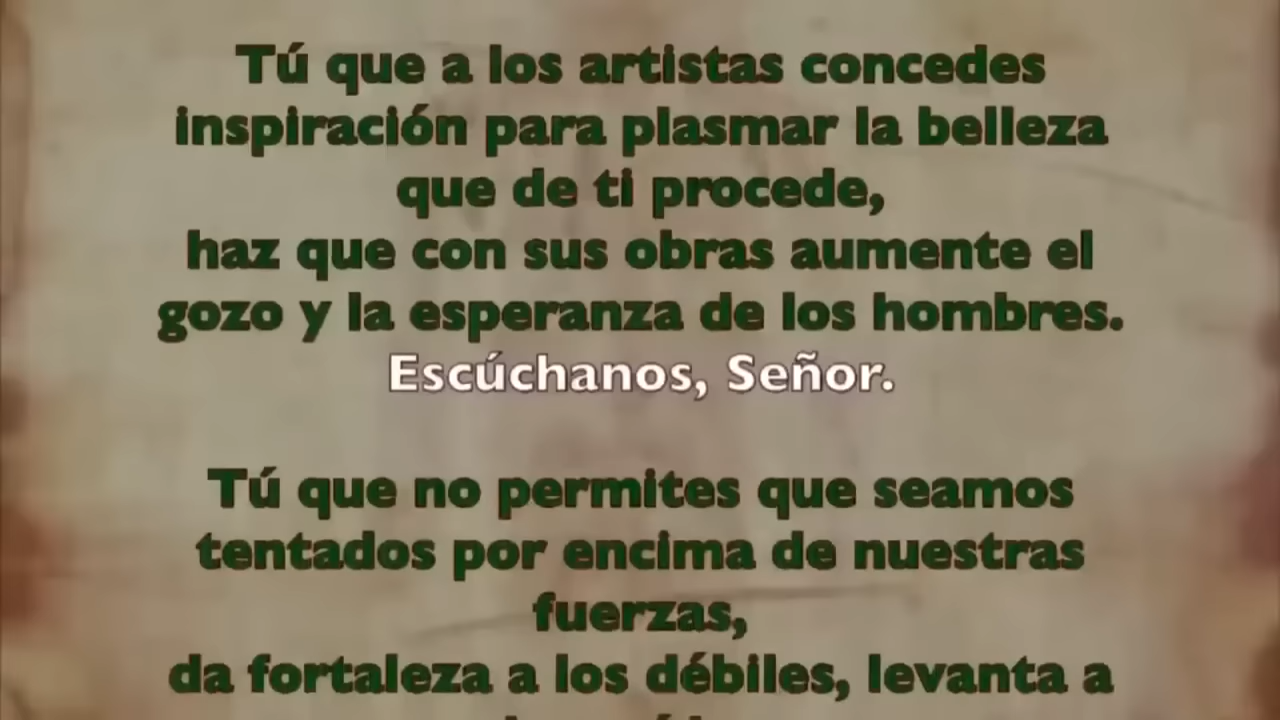 Tú que a los artistas concedes
inspiración para plasmar la belleza
que de ti procede,
haz que con sus obras aumente el
gozo y la esperanza de los hombres.
Escúchanos, Señor.
Tú que no permites que seamos
tentados por encima de nuestras
fuerzas,
da fortaleza a los débiles, levanta a